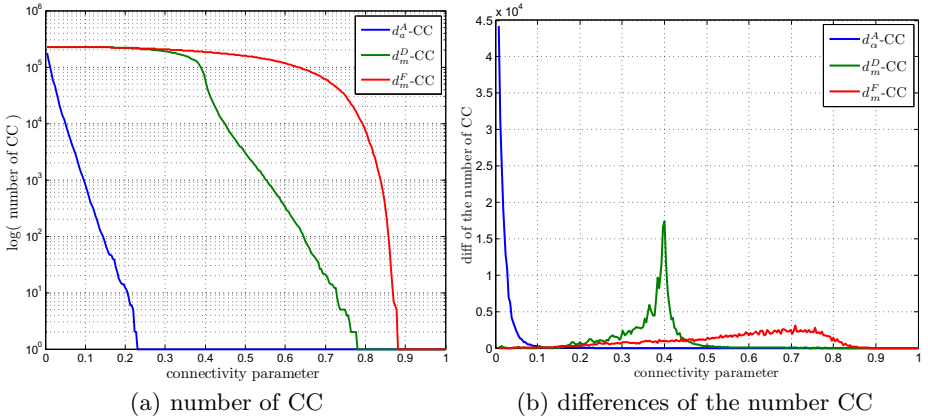 10^6
10^5
10^4
10^3
10^2
10^1
10^0
log( number of CC )
0 0.1 0.2 0.3 0.4 0.5 0.6 0.7 0.8 0.9 1
connectivity parameter
d_a^A-CC
d_m^D-CC
d_m^F-CC
(a) number of CC
x 10^4
4.5
4
3.5
3
2.5
2
1.5
1
0.5
0
diff of the number of CC
0 0.1 0.2 0.3 0.4 0.5 0.6 0.7 0.8 0.9 1
connectivity parameter
d_α^A-CC
d_m^D-CC
d_m^F-CC
(b) differences of the number CC